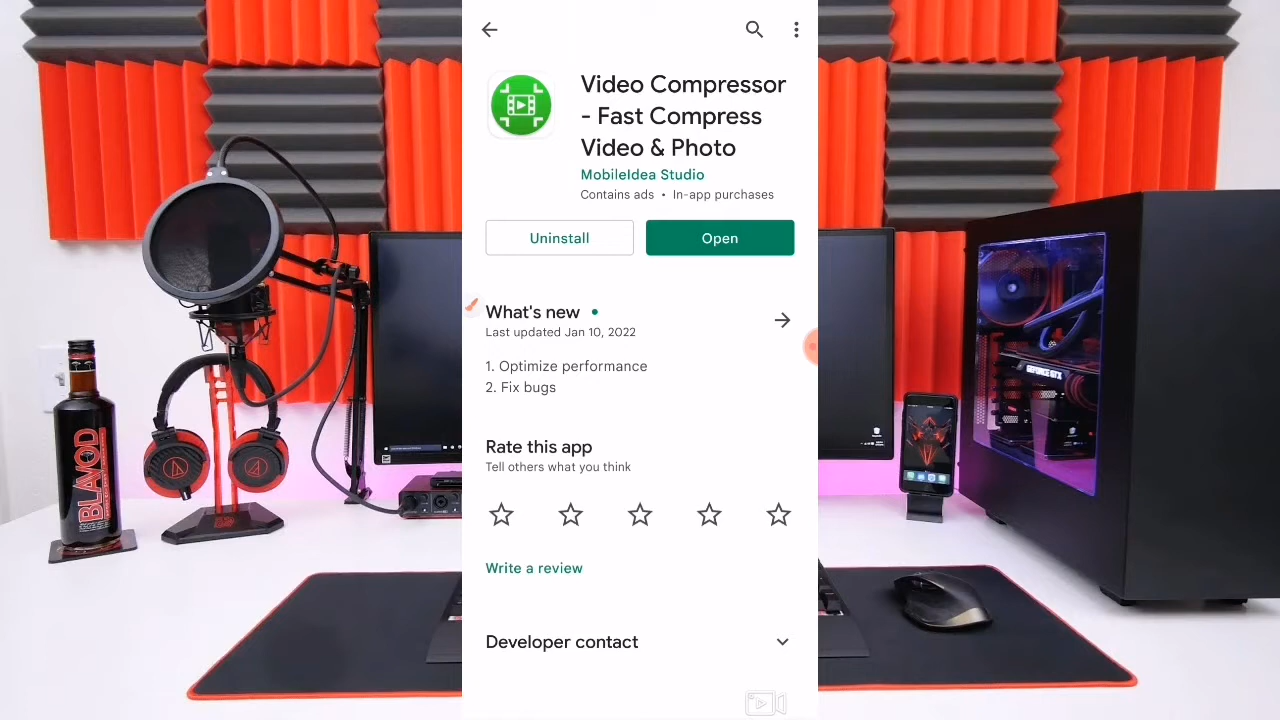 Video Compressor
- Fast Compress
Video & Photo
MobileIdea Studio
Contains ads • In-app purchases
Uninstall
Open
What's new
Last updated Jan 10, 2022
1. Optimize performance
2. Fix bugs
Rate this app
Tell others what you think
Write a review
Developer contact
BLAVOD
GEFORCE GTX